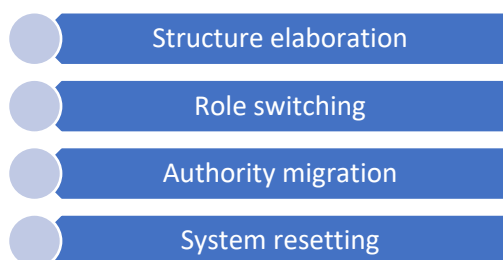 Structure elaboration
Role switching
Authority migration
System resetting